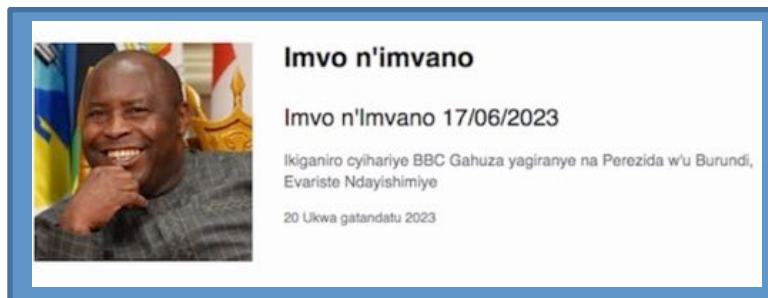 Imvo n'imvano
Imvo n'Imvano 17/06/2023
Ikiganiro cyihariye BBC Gahuza yagiranye na Perezida w'u Burundi,
Evariste Ndayishimiye
20 Ukwa gatandatu 2023